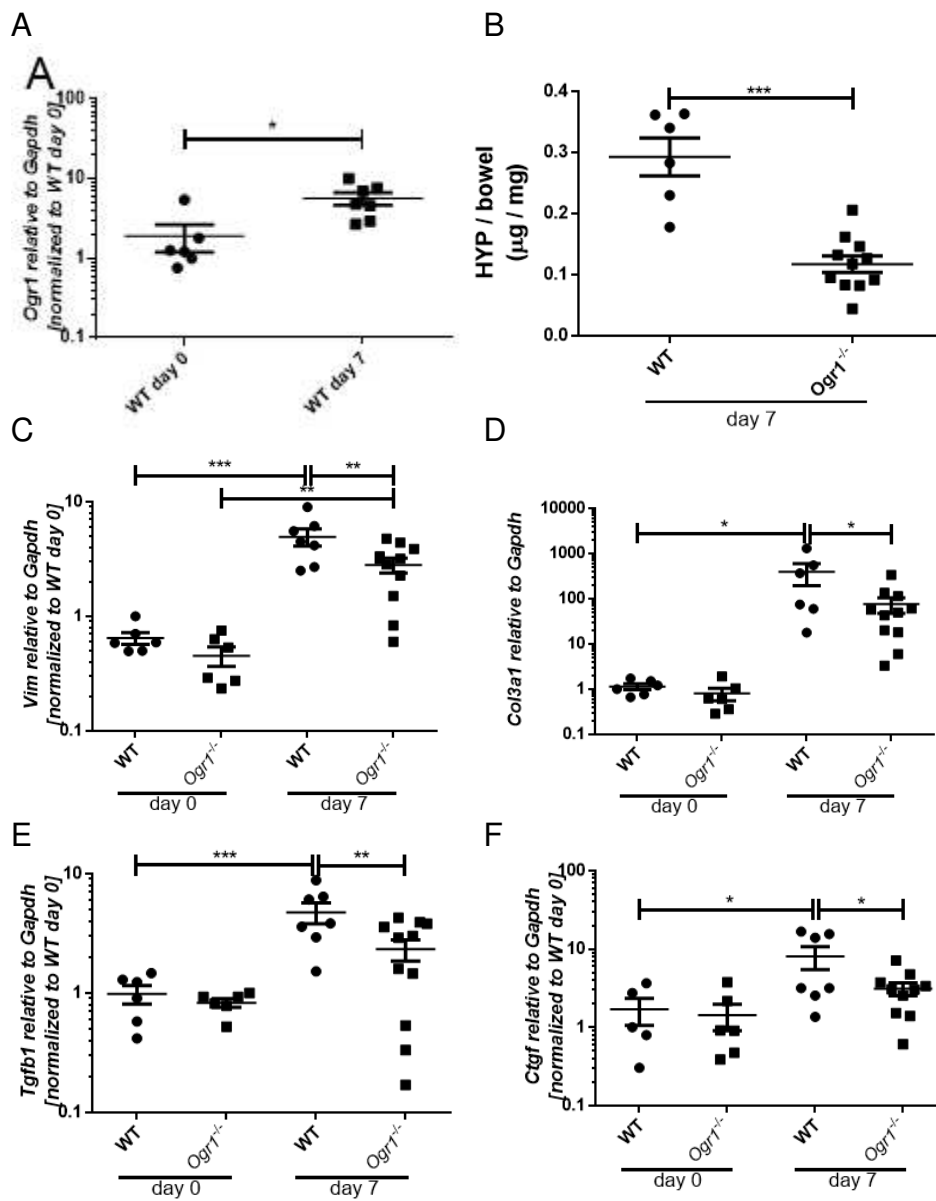 A
B
A
Ogr1 relative to Gapdh
[normalized to WT day 0]
100
10
1
0.1
*
WT day 0
WT day 7
HYP / bowel
(µg / mg)
0.4
0.3
0.2
0.1
0.0
***
WT
Ogr1-/-
day 7
C
D
Vim relative to Gapdh
[normalized to WT day 0]
10
1
0.1
***
**
**
WT
Ogr1-/-
WT
Ogr1-/-
day 0
day 7
Col3a1 relative to Gapdh
10000
1000
100
10
1
0.1
*
*
WT
Ogr1-/-
WT
Ogr1-/-
day 0
day 7
E
F
Tgfb1 relative to Gapdh
[normalized to WT day 0]
10
1
0.1
***
**
WT
Ogr1-/-
WT
Ogr1-/-
day 0
day 7
Ctgf relative to Gapdh
[normalized to WT day 0]
100
10
1
0.1
*
*
WT
Ogr1-/-
WT
Ogr1-/-
day 0
day 7